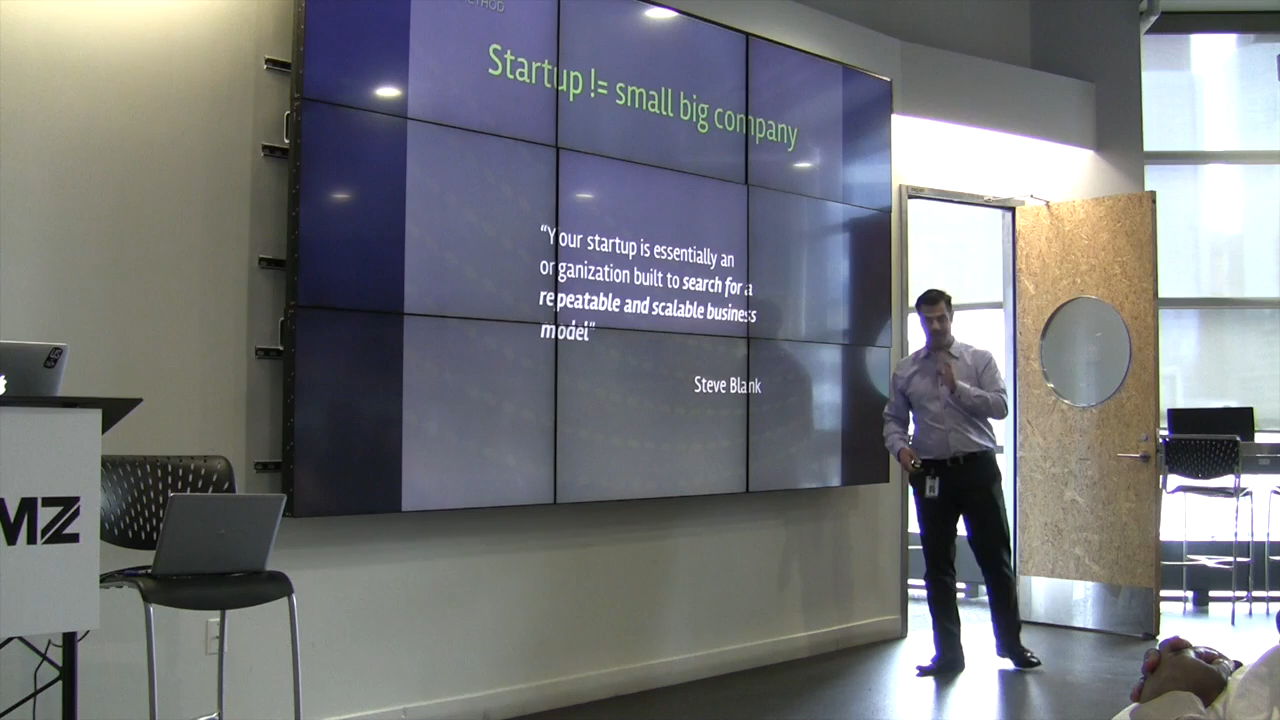 Startup != small big company
“Your startup is essentially an
organization built to search for a
repeatable and scalable business
model”
Steve Blank
MZ